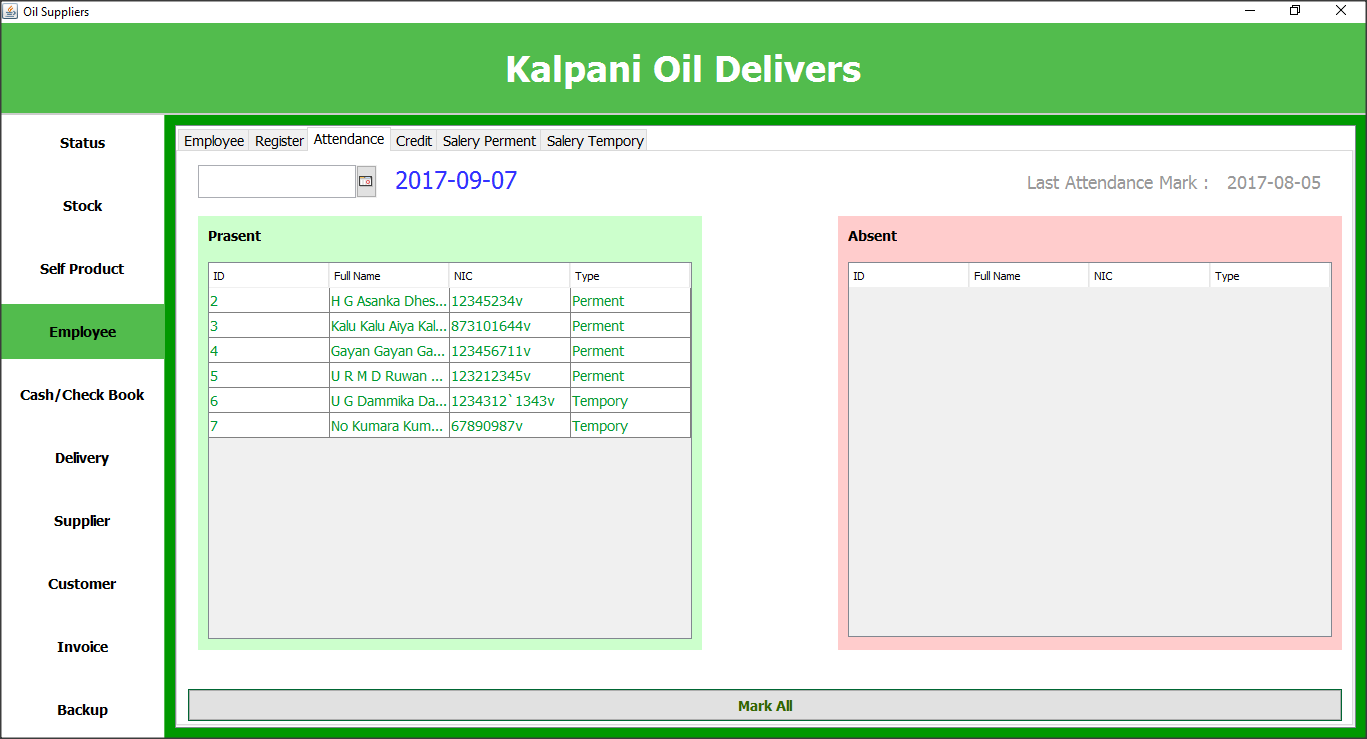 Oil Suppliers
Kalpani Oil Delivers
Status
Stock
Self Product
Employee
Cash/Check Book
Delivery
Supplier
Customer
Invoice
Backup
Employee Register Attendance Credit Salery Perment Salery Tempory
2017-09-07 Last Attendance Mark : 2017-08-05
Prasent
ID Full Name NIC Type
2 H G Asanka Dhes... 12345234v Perment
3 Kalu Kalu Aiya Kal... 873101644v Perment
4 Gayan Gayan Ga... 123456711v Perment
5 U R M D Ruwan ... 123212345v Perment
6 U G Dammika Da... 1234312`1343v Tempory
7 No Kumara Kum... 67890987v Tempory
Absent
ID Full Name NIC Type
Mark All